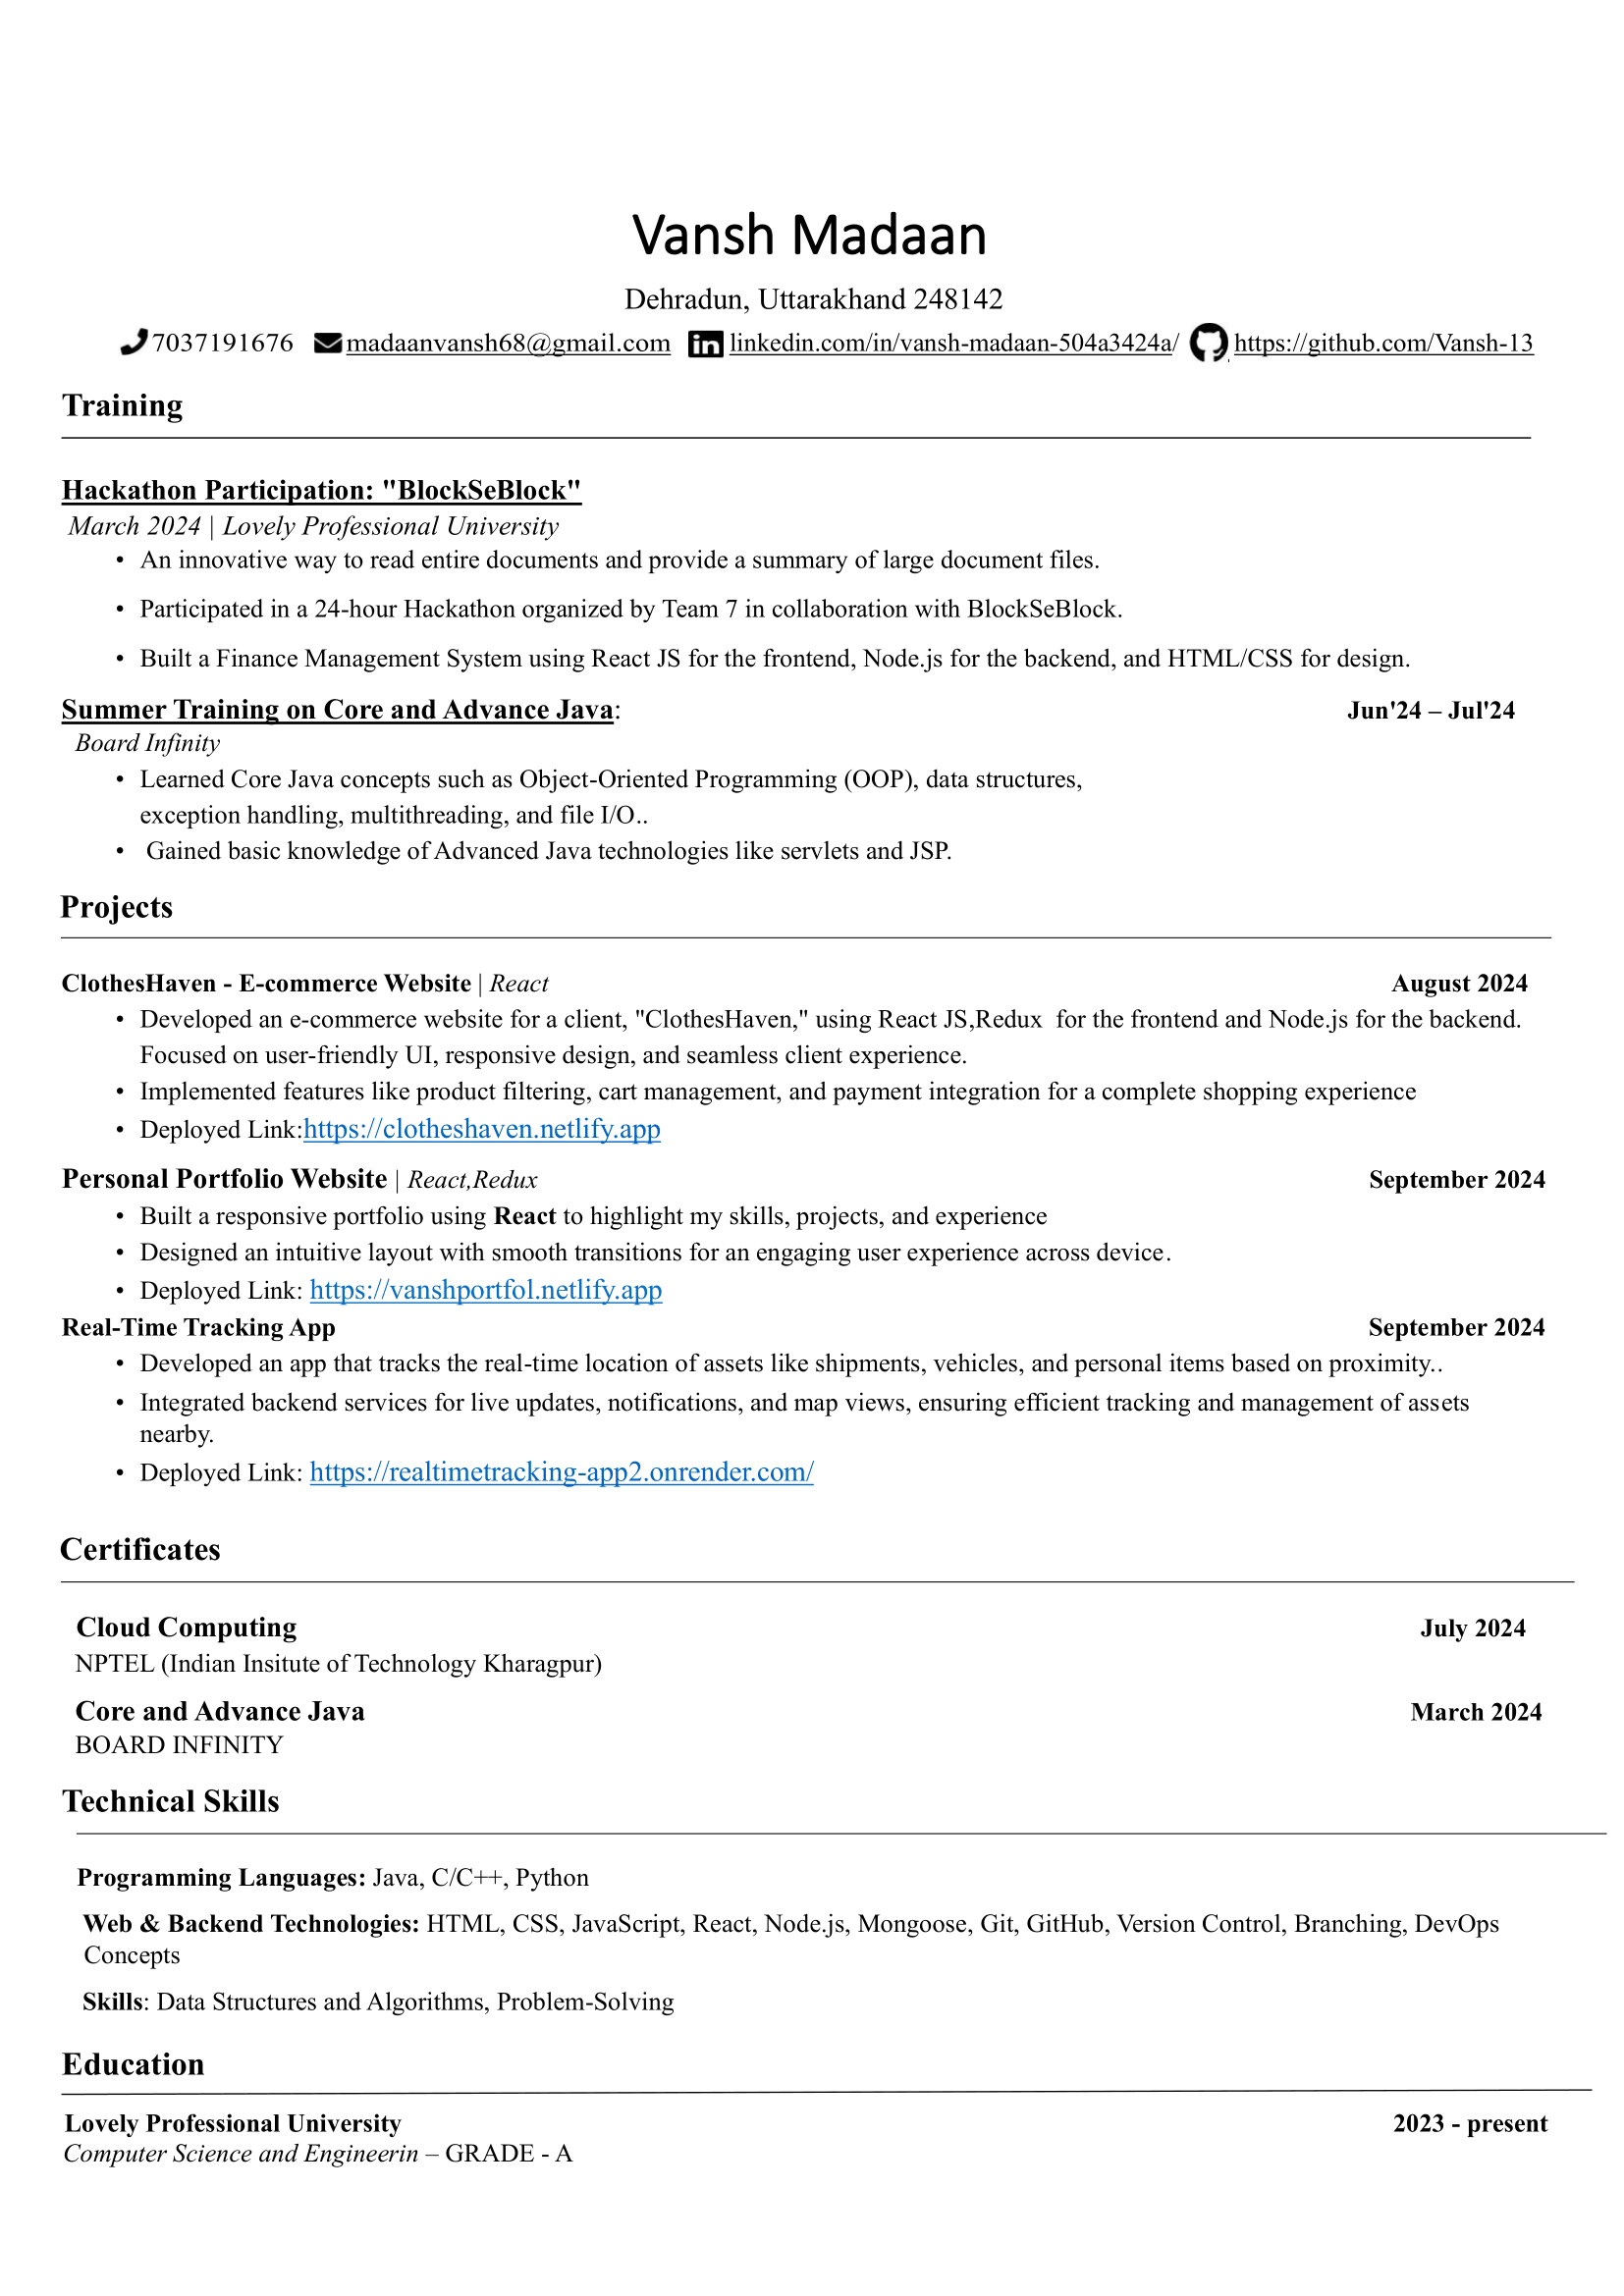 Vansh Madaan
Dehradun, Uttarakhand 248142
7037191676 madaanvansh68@gmail.com linkedin.com/in/vansh-madaan-504a3424a/ https://github.com/Vansh-13
Training
Hackathon Participation: "BlockSeBlock"
March 2024 | Lovely Professional University
• An innovative way to read entire documents and provide a summary of large document files.
• Participated in a 24-hour Hackathon organized by Team 7 in collaboration with BlockSeBlock.
• Built a Finance Management System using React JS for the frontend, Node.js for the backend, and HTML/CSS for design.
Summer Training on Core and Advance Java: Jun'24 – Jul'24
Board Infinity
• Learned Core Java concepts such as Object-Oriented Programming (OOP), data structures,
exception handling, multithreading, and file I/O..
• Gained basic knowledge of Advanced Java technologies like servlets and JSP.
Projects
ClothesHaven - E-commerce Website | React August 2024
• Developed an e-commerce website for a client, "ClothesHaven," using React JS,Redux for the frontend and Node.js for the backend.
Focused on user-friendly UI, responsive design, and seamless client experience.
• Implemented features like product filtering, cart management, and payment integration for a complete shopping experience
• Deployed Link:https://clotheshaven.netlify.app
Personal Portfolio Website | React,Redux September 2024
• Built a responsive portfolio using React to highlight my skills, projects, and experience
• Designed an intuitive layout with smooth transitions for an engaging user experience across device.
• Deployed Link: https://vanshportfol.netlify.app
Real-Time Tracking App September 2024
• Developed an app that tracks the real-time location of assets like shipments, vehicles, and personal items based on proximity..
• Integrated backend services for live updates, notifications, and map views, ensuring efficient tracking and management of assets
nearby.
• Deployed Link: https://realtimetracking-app2.onrender.com/
Certificates
Cloud Computing July 2024
NPTEL (Indian Insitute of Technology Kharagpur)
Core and Advance Java March 2024
BOARD INFINITY
Technical Skills
Programming Languages: Java, C/C++, Python
Web & Backend Technologies: HTML, CSS, JavaScript, React, Node.js, Mongoose, Git, GitHub, Version Control, Branching, DevOps
Concepts
Skills: Data Structures and Algorithms, Problem-Solving
Education
Lovely Professional University 2023 - present
Computer Science and Engineerin – GRADE - A